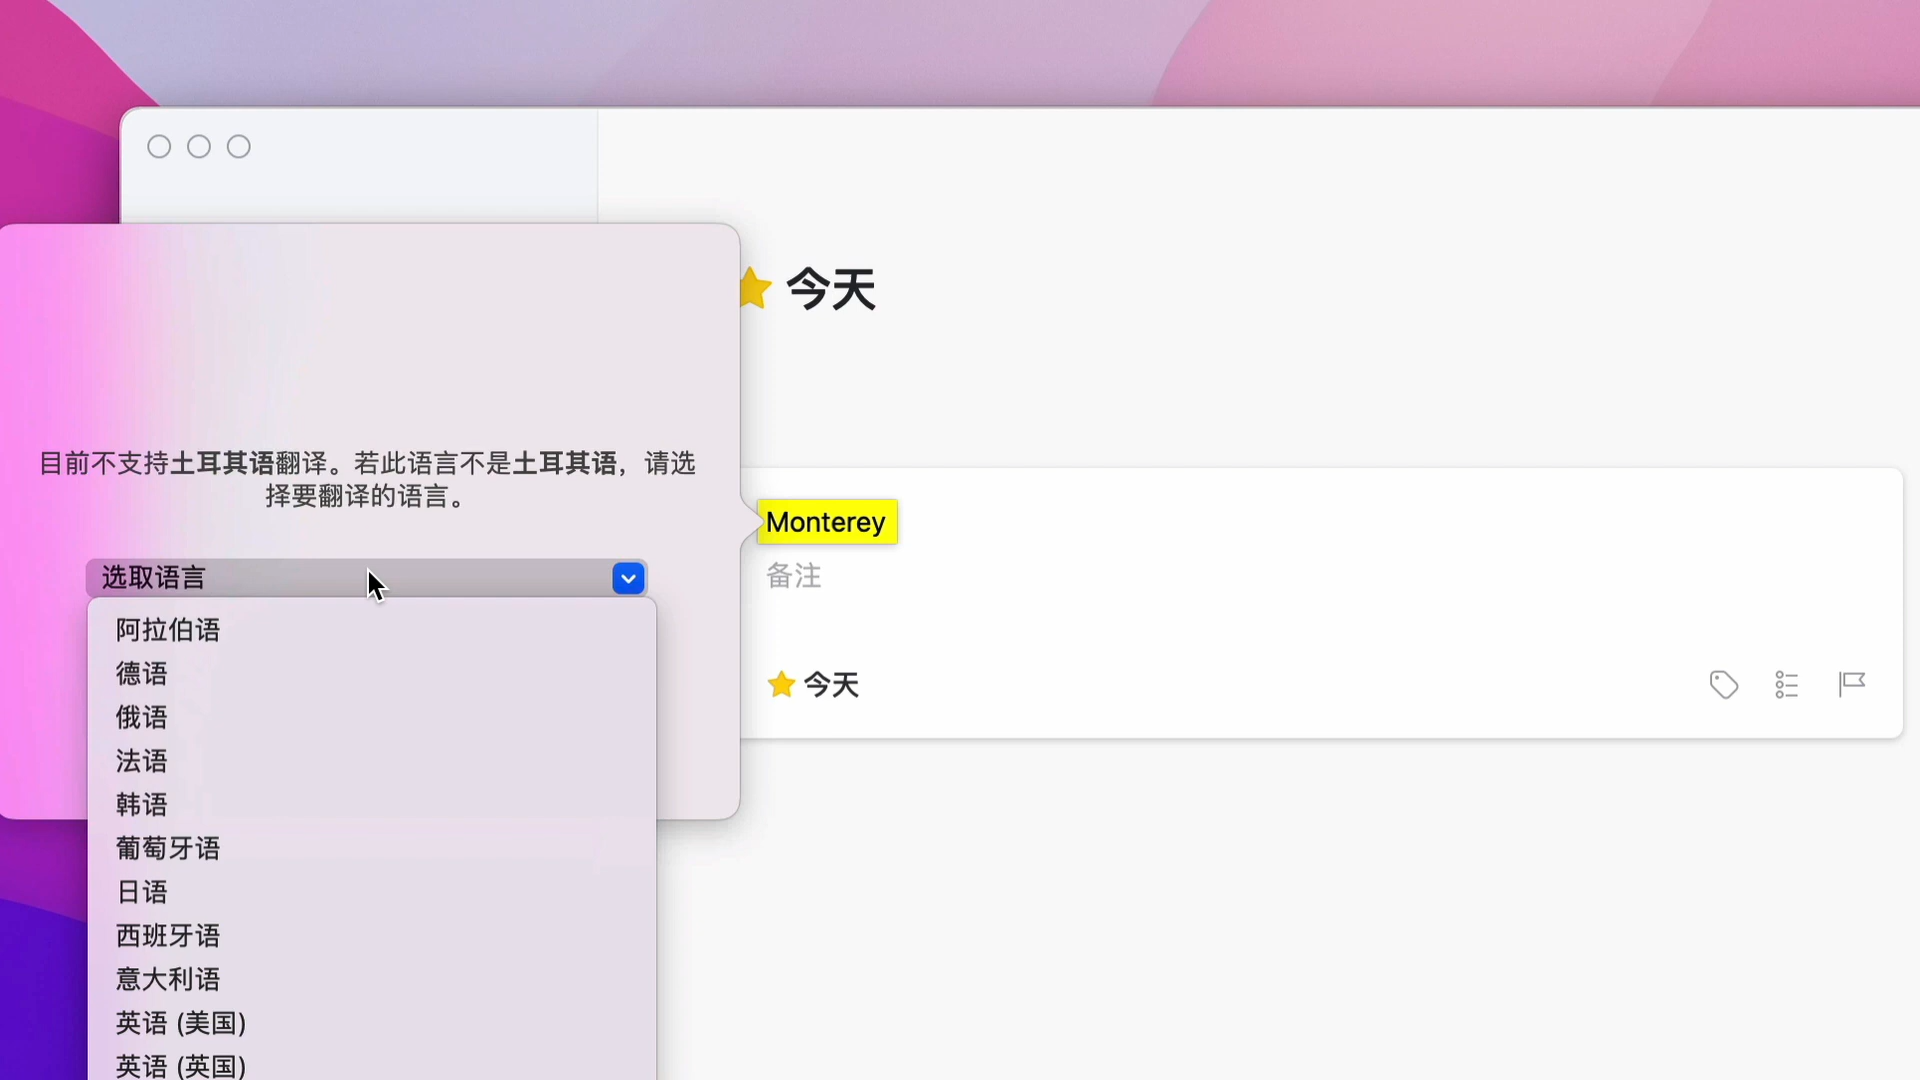 今天
目前不支持土耳其语翻译。若此语言不是土耳其语，请选
择要翻译的语言。
选取语言
阿拉伯语
德语
俄语
法语
韩语
葡萄牙语
日语
西班牙语
意大利语
英语 (美国)
英语 (英国)
Monterey
备注
今天